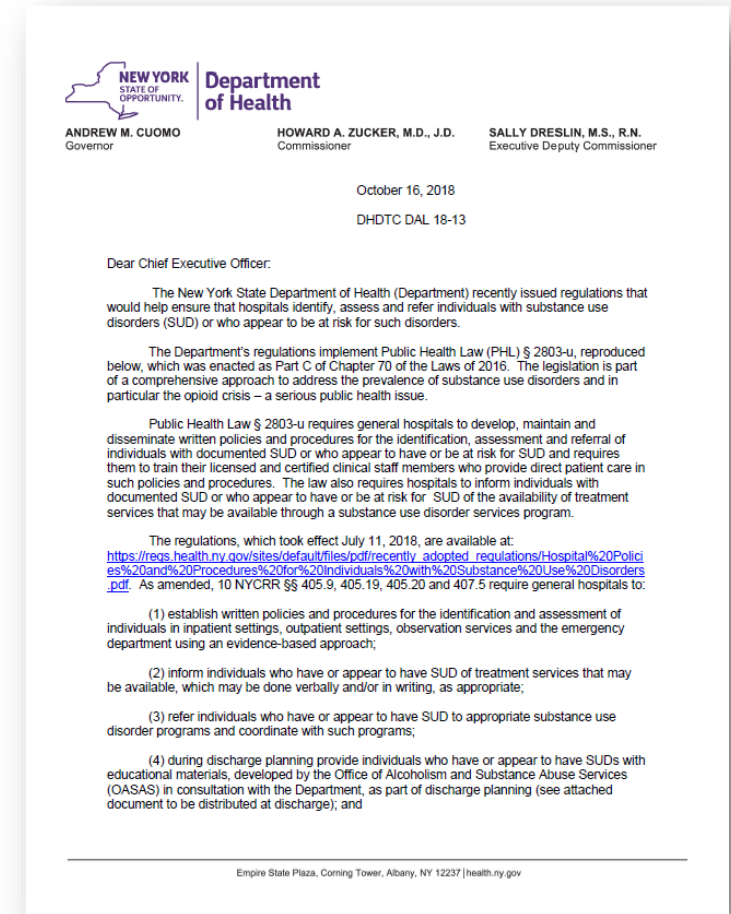 NEW YORK
STATE OF
OPPORTUNITY.
Department
of Health
ANDREW M. CUOMO
Governor
HOWARD A. ZUCKER, M.D., J.D.
Commissioner
SALLY DRESLIN, M.S., R.N.
Executive Deputy Commissioner
October 16, 2018
DHDTC DAL 18-13
Dear Chief Executive Officer:
The New York State Department of Health (Department) recently issued regulations that
would help ensure that hospitals identify, assess and refer individuals with substance use
disorders (SUD) or who appear to be at risk for such disorders.
The Department's regulations implement Public Health Law (PHL) § 2803-u, reproduced
below, which was enacted as Part C of Chapter 70 of the Laws of 2016. The legislation is part
of a comprehensive approach to address the prevalence of substance use disorders and in
particular the opioid crisis – a serious public health issue.
Public Health Law § 2803-u requires general hospitals to develop, maintain and
disseminate written policies and procedures for the identification, assessment and referral of
individuals with documented SUD or who appear to have or be at risk for SUD and requires
them to train their licensed and certified clinical staff members who provide direct patient care in
such policies and procedures. The law also requires hospitals to inform individuals with
documented SUD or who appear to have or be at risk for SUD of the availability of treatment
services that may be available through a substance use disorder services program.
The regulations, which took effect July 11, 2018, are available at:
https://regs.health.ny.gov/sites/default/files/pdf/recently_adopted_regulations/Hospital%20Polici
es%20and%20Procedures%20for%20Individuals%20with%20Substance%20Use%20Disorders
.pdf. As amended, 10 NYCRR §§ 405.9, 405.19, 405.20 and 407.5 require general hospitals to:
(1) establish written policies and procedures for the identification and assessment of
individuals in inpatient settings, outpatient settings, observation services and the emergency
department using an evidence-based approach;
(2) inform individuals who have or appear to have SUD of treatment services that may
be available, which may be done verbally and/or in writing, as appropriate;
(3) refer individuals who have or appear to have SUD to appropriate substance use
disorder programs and coordinate with such programs;
(4) during discharge planning provide individuals who have or appear to have SUDs with
educational materials, developed by the Office of Alcoholism and Substance Abuse Services
(OASAS) in consultation with the Department, as part of discharge planning (see attached
document to be distributed at discharge); and
Empire State Plaza, Corning Tower, Albany, NY 12237 | health.ny.gov